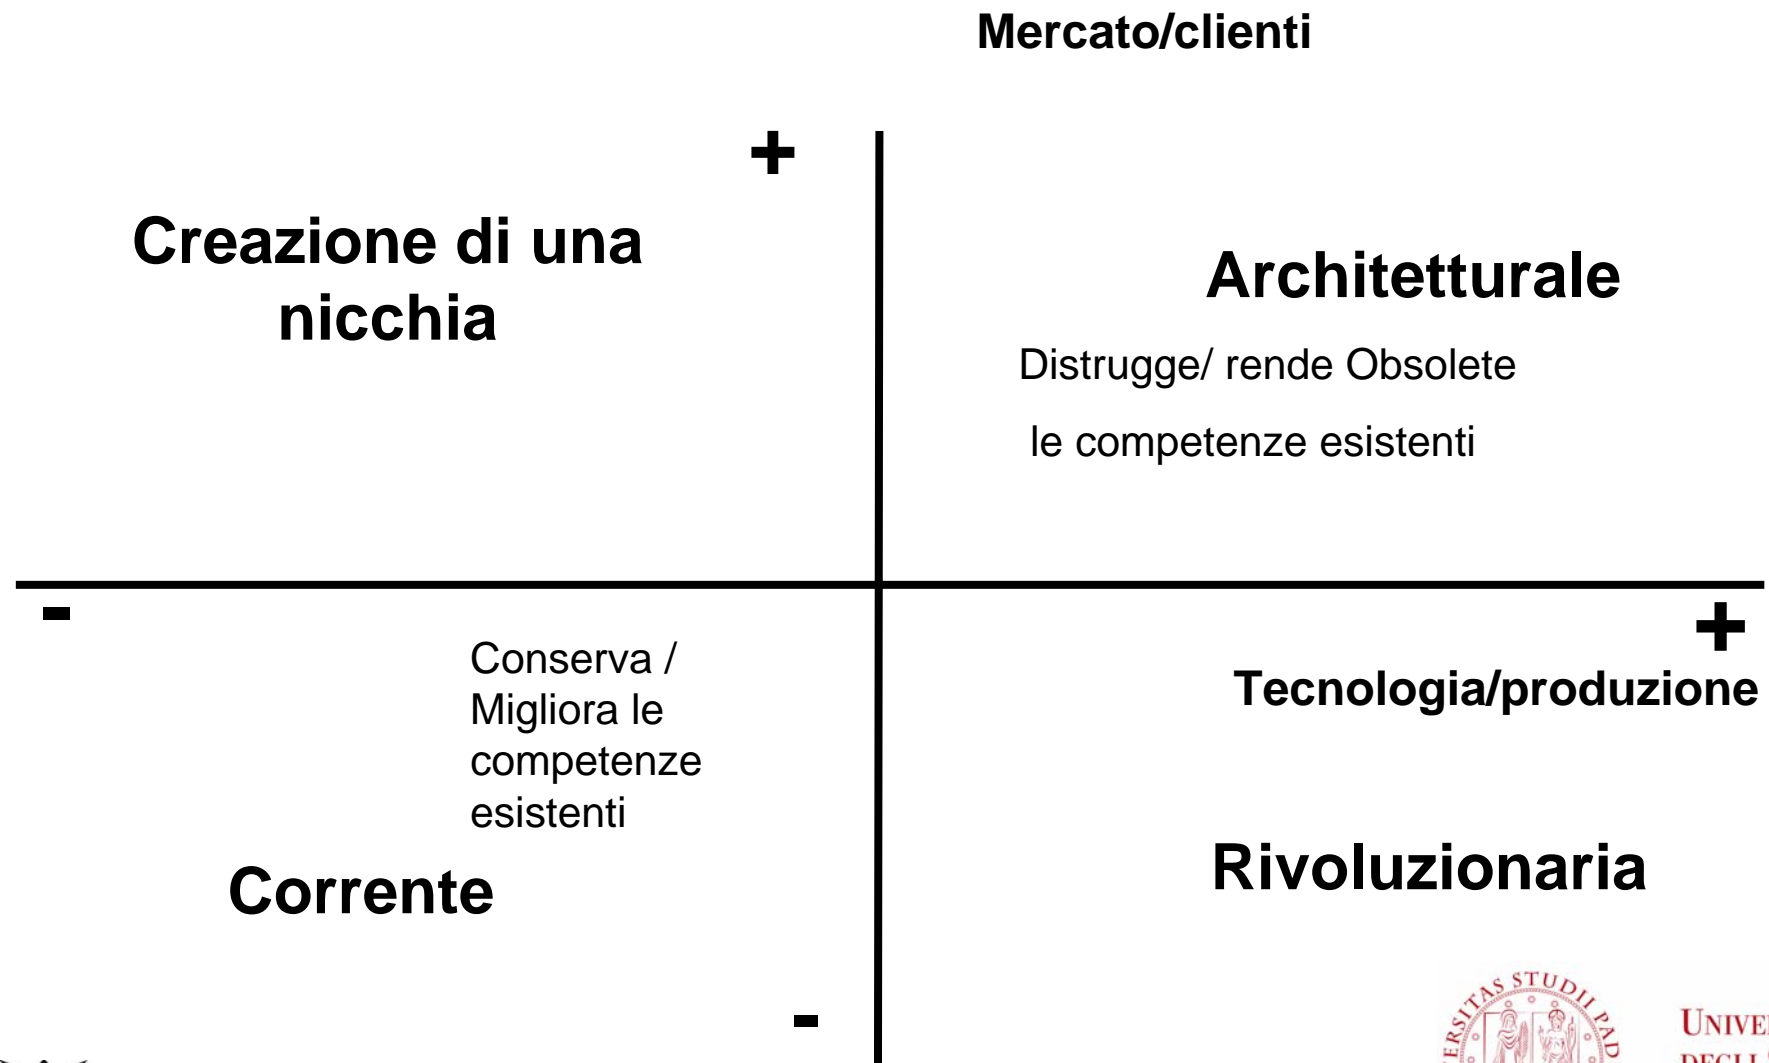 Mercato/clienti
+
Creazione di una
nicchia
Architetturale
Distrugge/ rende Obsolete
le competenze esistenti
-
+
Conserva /
Migliora le
competenze
esistenti
Tecnologia/produzione
Corrente
Rivoluzionaria
-
STUDII